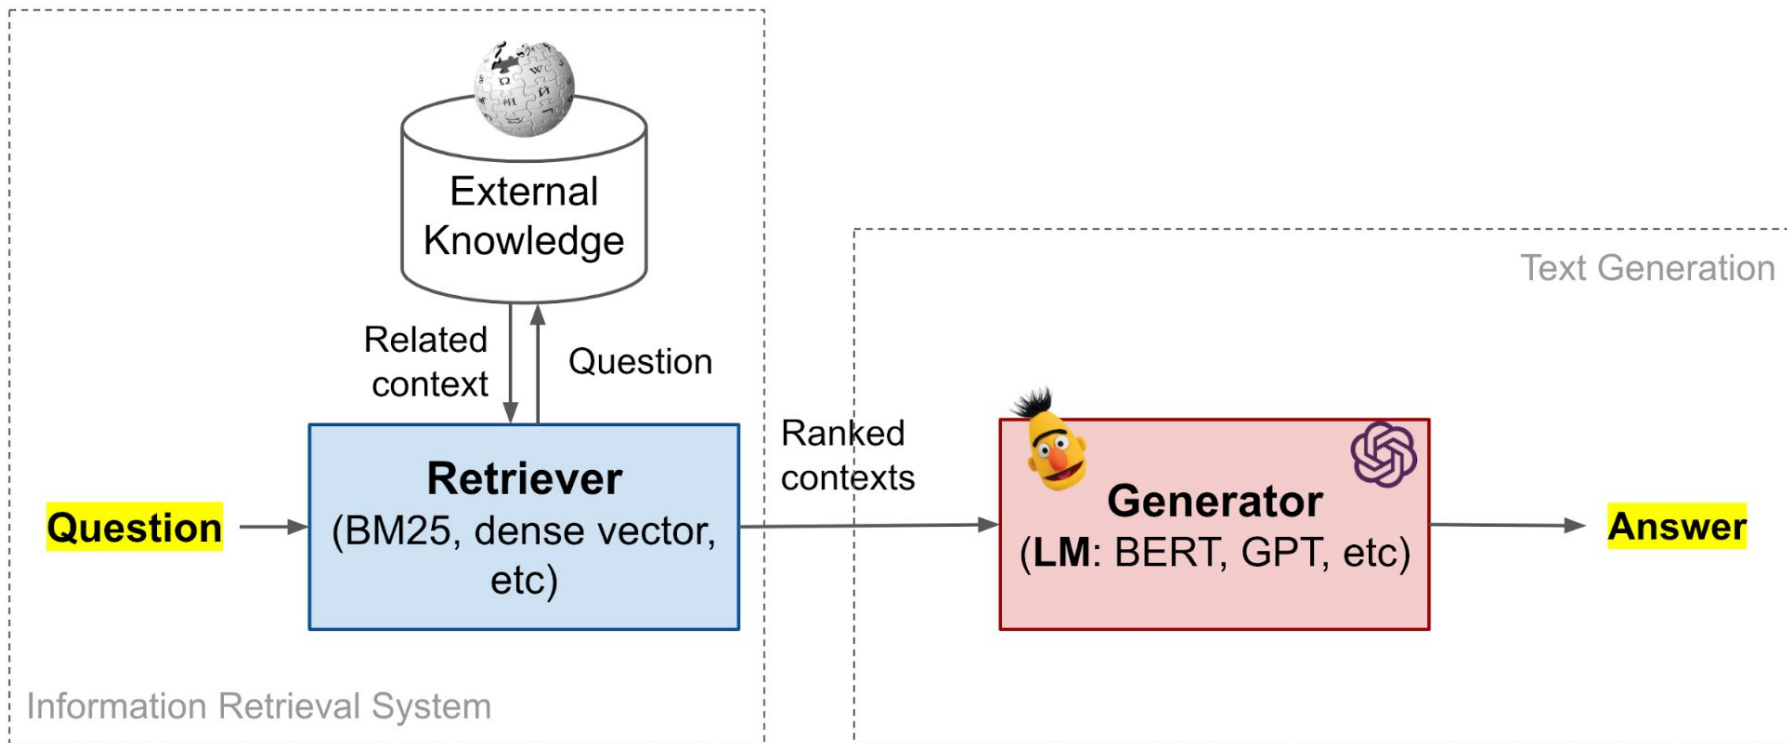 External
Knowledge
Text Generation
Related
context
Question
Ranked
contexts
Question
Retriever
(BM25, dense vector,
etc)
Generator
(LM: BERT, GPT, etc)
Answer
Information Retrieval System